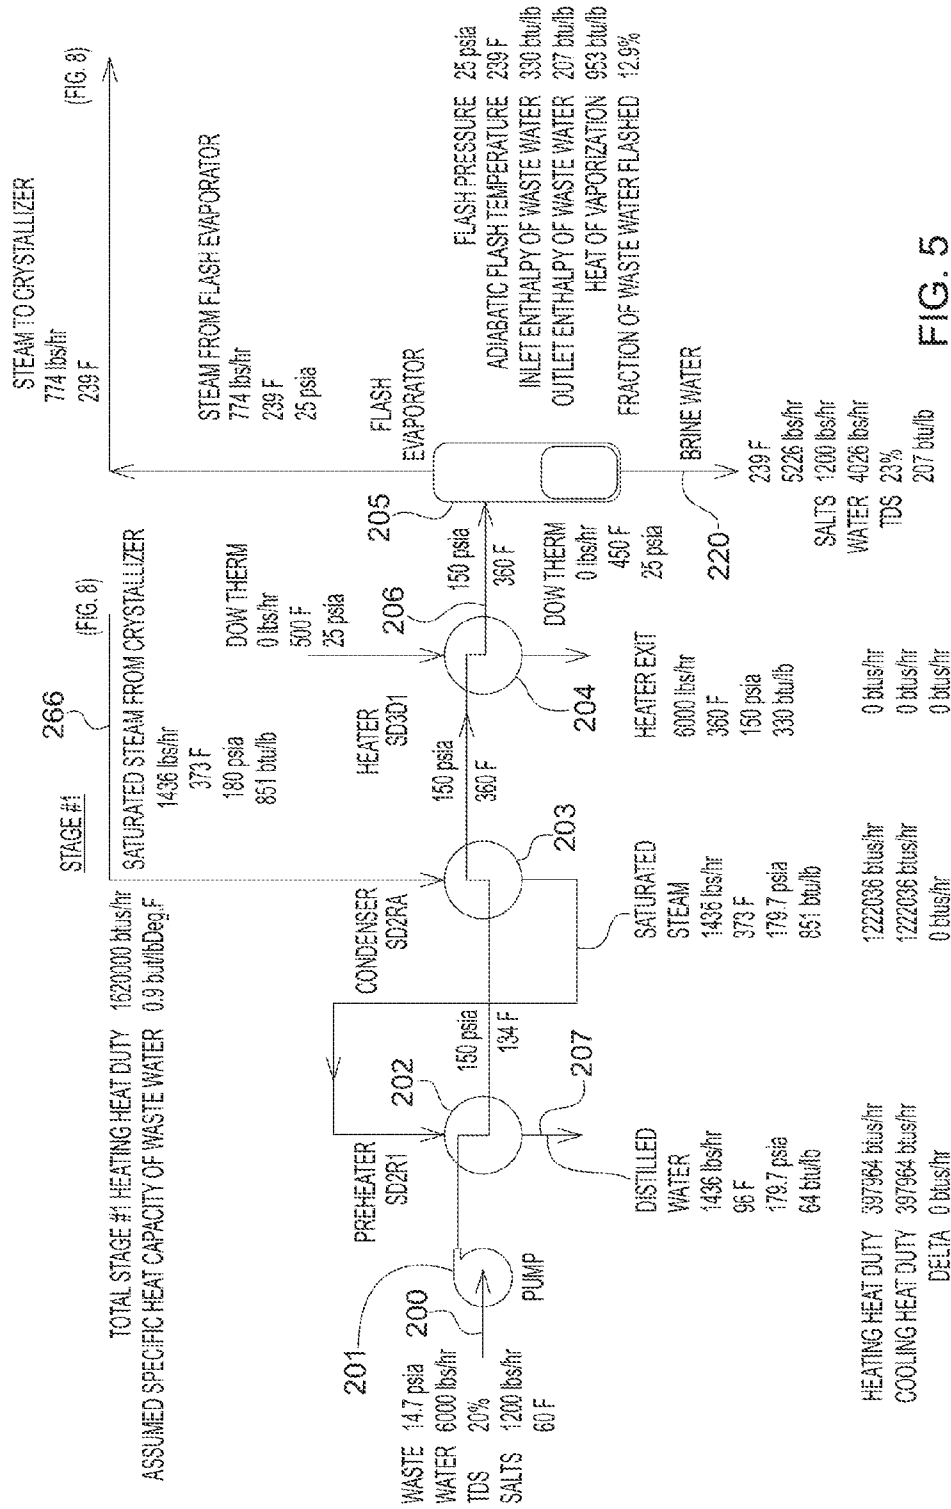 STAGE #1
TOTAL STAGE #1 HEATING HEAT DUTY 1620000 btus/hr
ASSUMED SPECIFIC HEAT CAPACITY OF WASTE WATER 0.9 but/lbDeg.F
266
(FIG. 8)
SATURATED STEAM FROM CRYSTALLIZER
1436 lbs/hr
373 F
180 psia
851 btu/lb
STEAM TO CRYSTALLIZER
774 lbs/hr
239 F
(FIG. 8)
STEAM FROM FLASH EVAPORATOR
774 lbs/hr
239 F
25 psia
WASTE 14.7 psia
WATER 6000 lbs/hr
TDS 20%
SALTS 1200 lbs/hr
60 F
200
201
PUMP
PREHEATER
SD2R1
202
207
150 psia
134 F
CONDENSER
SD2RA
203
150 psia
360 F
HEATER
SD3D1
DOW THERM
0 lbs/hr
500 F
25 psia
204
206
150 psia
360 F
DOW THERM
0 lbs/hr
450 F
25 psia
205
FLASH
EVAPORATOR
FLASH PRESSURE 25 psia
ADIABATIC FLASH TEMPERATURE 239 F
INLET ENTHALPY OF WASTE WATER 330 btu/lb
OUTLET ENTHALPY OF WASTE WATER 207 btu/lb
HEAT OF VAPORIZATION 953 btu/lb
FRACTION OF WASTE WATER FLASHED 12.9%
220
BRINE WATER
239 F
5226 lbs/hr
SALTS 1200 lbs/hr
WATER 4026 lbs/hr
TDS 23%
207 btu/lb
DISTILLED
WATER
1436 lbs/hr
96 F
179.7 psia
64 btu/lb
SATURATED
STEAM
1436 lbs/hr
373 F
179.7 psia
851 btu/lb
HEATER EXIT
6000 lbs/hr
360 F
150 psia
330 btu/lb
HEATING HEAT DUTY 397964 btus/hr 1222036 btus/hr 0 btus/hr
COOLING HEAT DUTY 397964 btus/hr 1222036 btus/hr 0 btus/hr
DELTA 0 btus/hr 0 btus/hr 0 btus/hr
FIG. 5